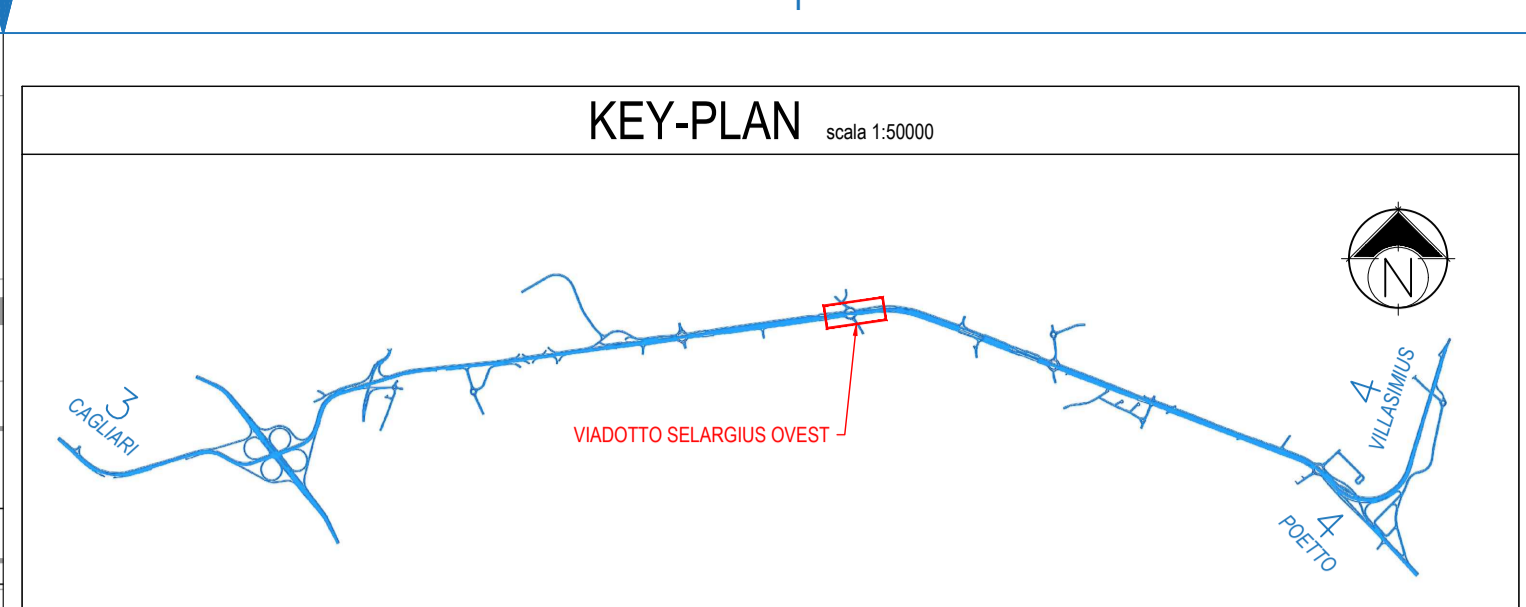 KEY-PLAN scala 1:50000
N
3
CAGLIARI
VIADOTTO SELARGIUS OVEST
4
VILLASIMIUS
4
POETTO